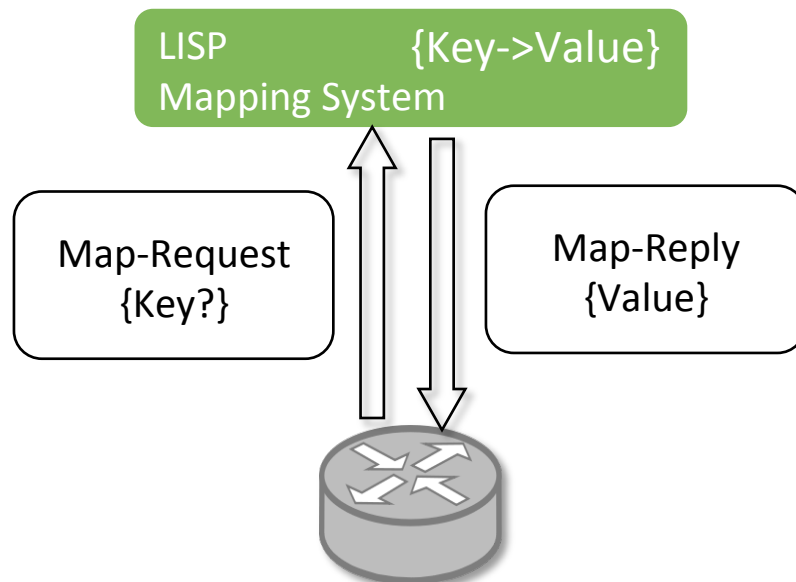 LISP {Key->Value}
Mapping System
Map-Request
{Key?}
Map-Reply
{Value}